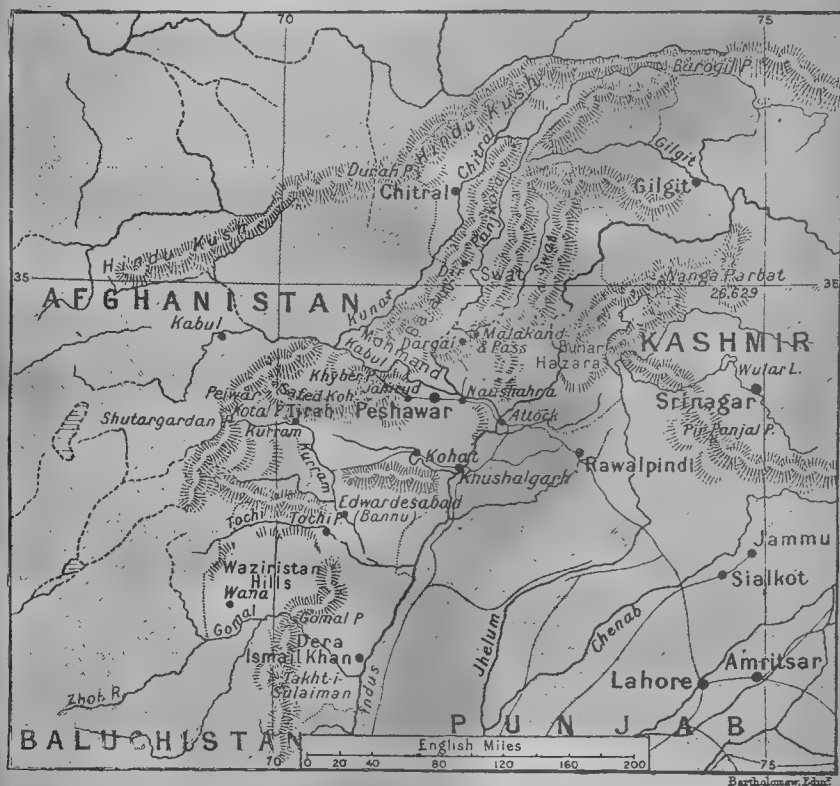 70
75
Barogil P.
Hindu Kush
Durah P.
Chitral
Chitral
Gilgit
Gilgit
Panjkora
Hindu Kush
Swat
Swat
35
35
Nanga Parbat
26,629
AFGHANISTAN
Kunar
Kabul
Mohmand
Kabul
Dargai
Malakand
& Pass
Bunar
Hazara
KASHMIR
Wular L.
Khyber P.
Jamrud
Naushahra
Peiwar
Kotal P.
Safed Koh
Tirah
Peshawar
Srinagar
Shutargardan
Attock
Kurram
Pir Panjal P.
Kurram
Kohat
Rawalpindi
Khushalgarh
Edwardesabad
(Bannu)
Tochi
Tochi P.
Jammu
Waziristan
Hills
Sialkot
Wana
Gomal
Gomal P
Chenab
Jhelum
Dera
Ismail Khan
Indus
Takht-i-
Sulaiman
Amritsar
Lahore
Zhob. R.
PUNJAB
BALUCHISTAN
English Miles
70
0 20 40 80 120 160 200
75
Bartholomew, Edinr.